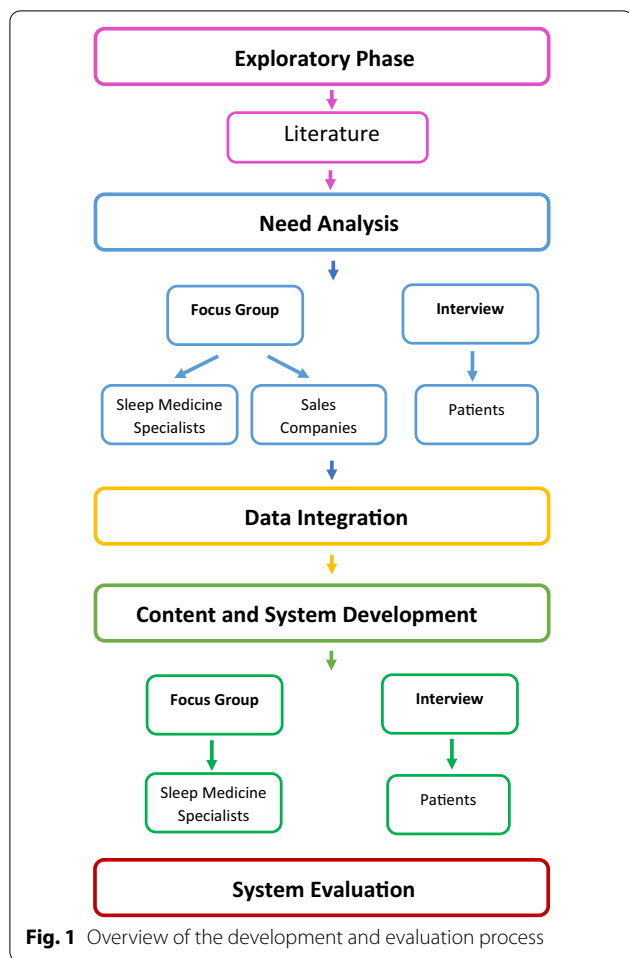 Exploratory Phase
Literature
Need Analysis
Focus Group
Interview
Sleep Medicine
Specialists
Sales
Companies
Patients
Data Integration
Content and System Development
Focus Group
Interview
Sleep Medicine
Specialists
Patients
System Evaluation
Fig. 1 Overview of the development and evaluation process